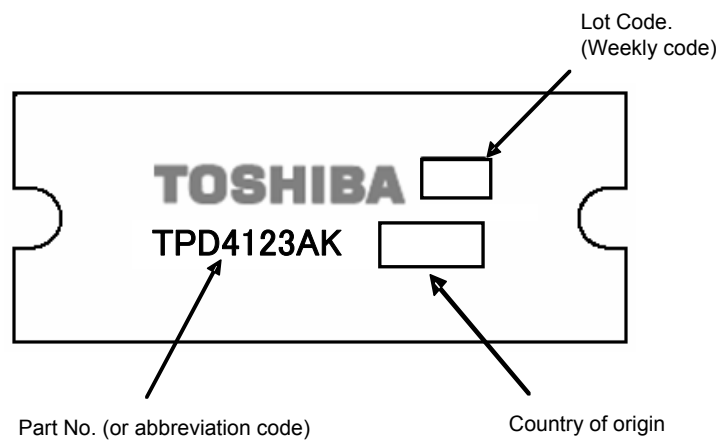 Lot Code.
(Weekly code)
TOSHIBA
TPD4123AK
Part No. (or abbreviation code)
Country of origin